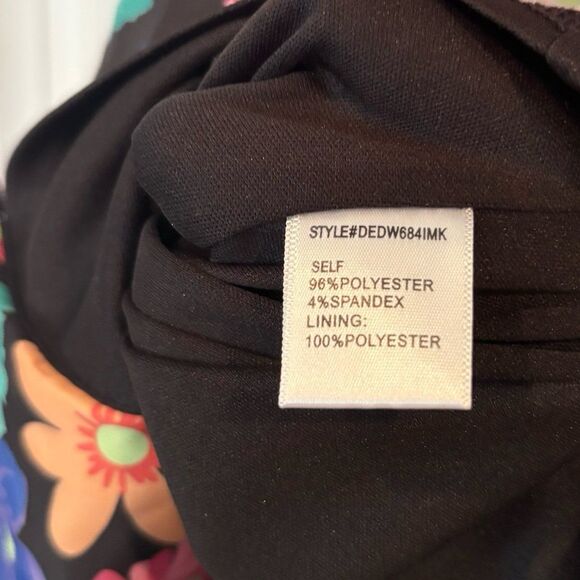 STYLE#DEDW684IMK
SELF
96%POLYESTER
4%SPANDEX
LINING:
100%POLYESTER